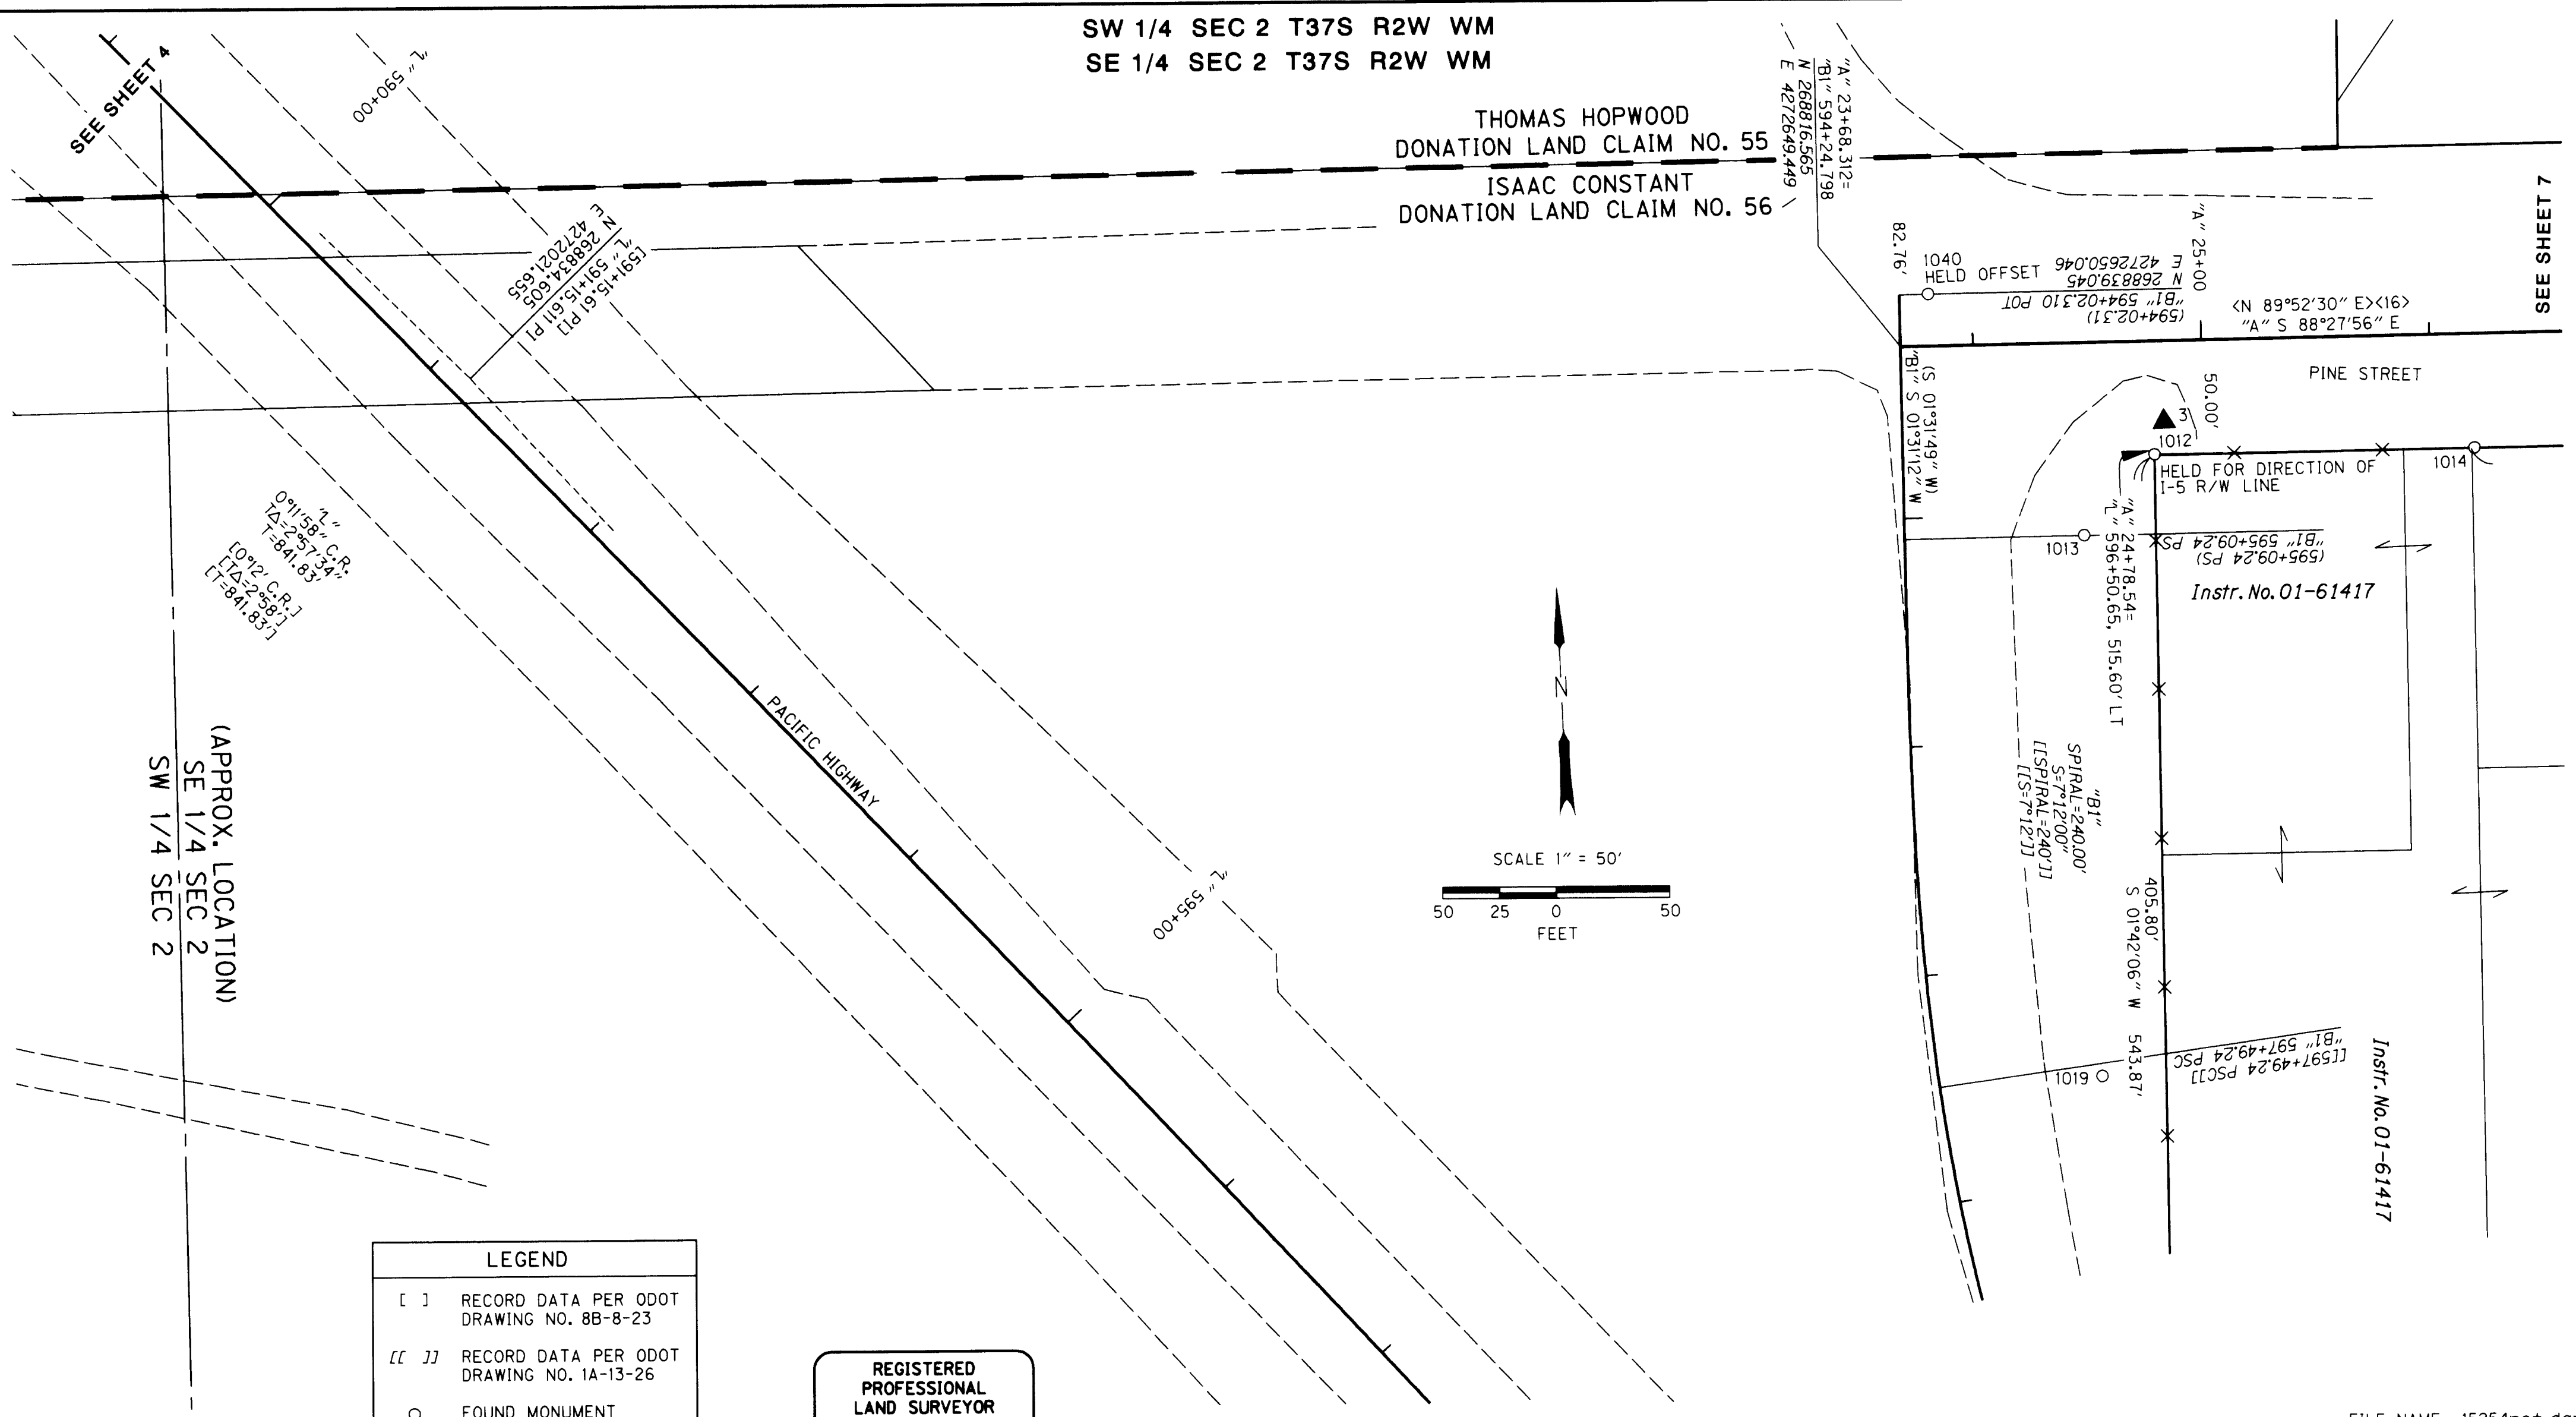 SW 1/4 SEC 2 T37S R2W WM
SE 1/4 SEC 2 T37S R2W WM
SEE SHEET 4
"L" 590+00
THOMAS HOPWOOD
DONATION LAND CLAIM NO. 55
ISAAC CONSTANT
DONATION LAND CLAIM NO. 56
"A" 23+68.312=
"B1" 594+24.798
N 268816.565
E 4272649.449
SEE SHEET 7
[591+15.61 PI]
"L" 591+15.611 PI
N 268834.605
E 4272021.655
82.76'
1040
HELD OFFSET
(594+02.31)
"B1" 594+02.310 POT
N 268839.045
E 4272650.046
"A" 25+00
<N 89°52'30" E><16>
"A" S 88°27'56" E
PINE STREET
(S 01°31'49" W)
"B1" S 01°31'12" W
50.00'
3
1012
1014
HELD FOR DIRECTION OF
I-5 R/W LINE
"A" 24+78.54=
"L" 596+50.65, 515.60' LT
1013
(595+09.24 PS)
"B1" 595+09.24 PS
Instr. No. 01-61417
"L"
0°11'58" C.R.
TΔ=2°57'34"
T=841.83'
[0°12' C.R.]
[TΔ=2°58']
[T=841.83']
PACIFIC HIGHWAY
N
SCALE 1" = 50'
50 25 0 50
FEET
"L" 595+00
"B1"
SPIRAL=240.00'
S=7°12'00"
[[SPIRAL=240']]
[[S=7°12']]
405.80'
S 01°42'06" W 543.87'
(APPROX. LOCATION)
SE 1/4 SEC 2
SW 1/4 SEC 2
1019
[[597+49.24 PSC]]
"B1" 597+49.24 PSC
Instr. No. 01-61417
LEGEND
[ ] RECORD DATA PER ODOT
DRAWING NO. 8B-8-23
[[ ]] RECORD DATA PER ODOT
DRAWING NO. 1A-13-26
FOUND MONUMENT
REGISTERED
PROFESSIONAL
LAND SURVEYOR